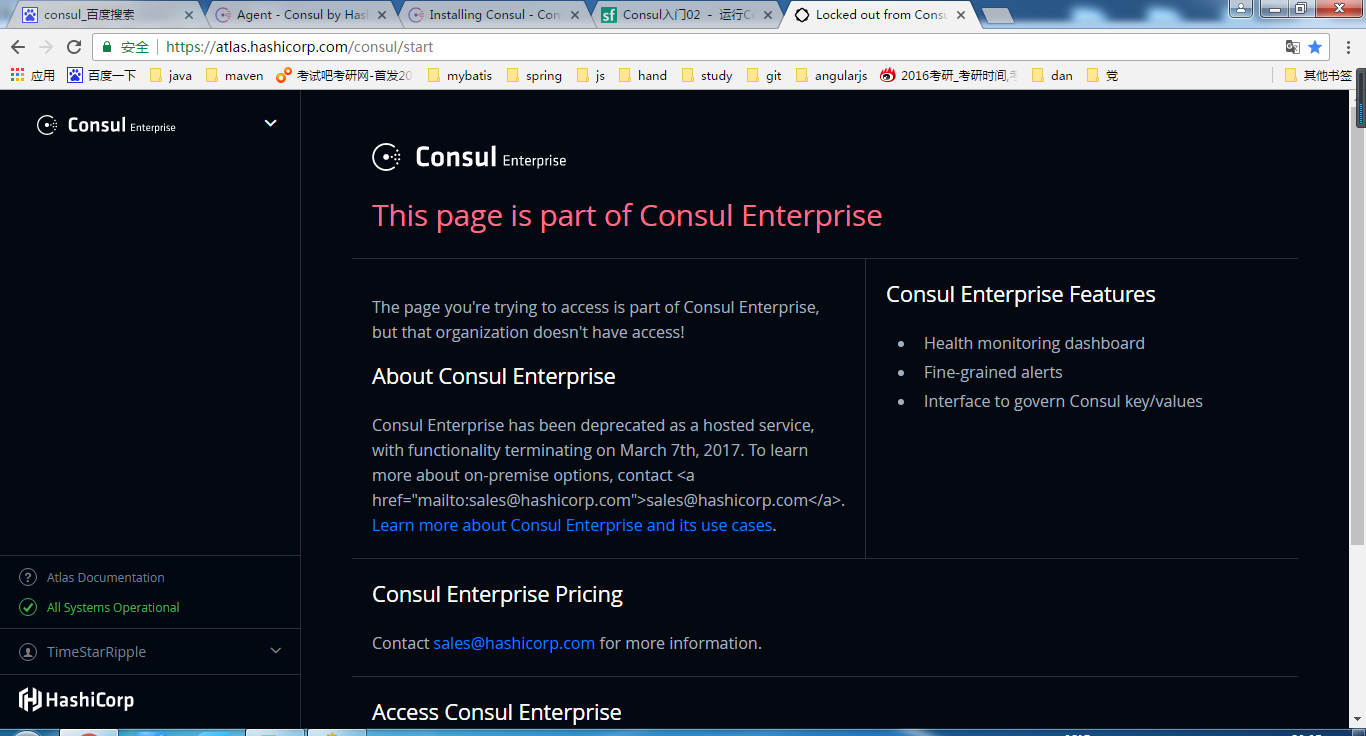 consul_百度搜索
Agent - Consul by Has
Installing Consul - Con
Consul入门02 - 运行C
Locked out from Consu
安全
https://atlas.hashicorp.com/consul/start
应用
百度一下
java
maven
考试吧考研网-首发20
mybatis
spring
js
hand
study
git
angularjs
2016考研_考研时间,考
dan
党
其他书签
Consul Enterprise
Consul Enterprise
This page is part of Consul Enterprise
The page you're trying to access is part of Consul Enterprise,
but that organization doesn't have access!
About Consul Enterprise
Consul Enterprise has been deprecated as a hosted service,
with functionality terminating on March 7th, 2017. To learn
more about on-premise options, contact <a
href="mailto:sales@hashicorp.com">sales@hashicorp.com</a>.
Learn more about Consul Enterprise and its use cases.
Consul Enterprise Features
Health monitoring dashboard
Fine-grained alerts
Interface to govern Consul key/values
Consul Enterprise Pricing
Contact sales@hashicorp.com for more information.
Access Consul Enterprise
Atlas Documentation
All Systems Operational
TimeStarRipple
HashiCorp